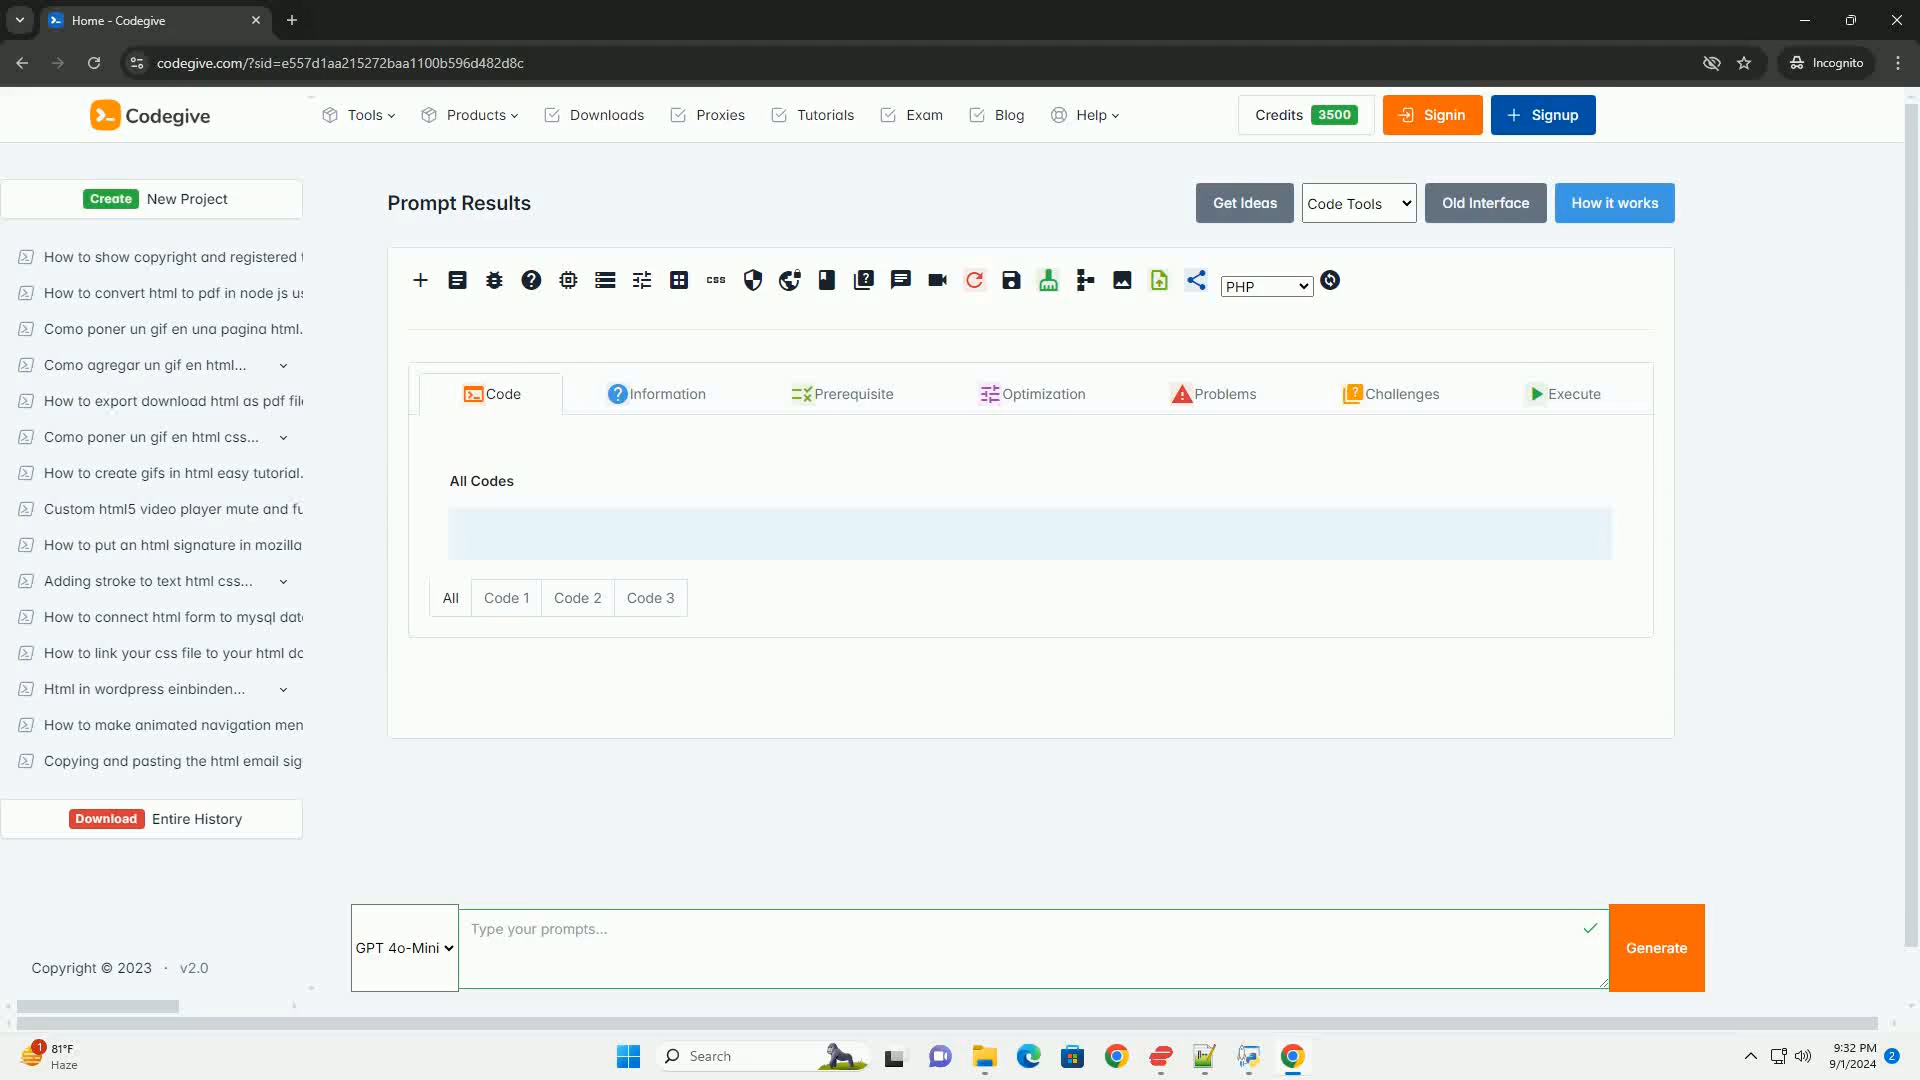 Home - Codegive
codegive.com/?sid=e557d1aa215272baa1100b596d482d8c
Incognito
Codegive
Tools
Products
Downloads
Proxies
Tutorials
Exam
Blog
Help
Credits 3500
Signin
Signup
Create New Project
How to show copyright and registered
How to convert html to pdf in node js us
Como poner un gif en una pagina html.
Como agregar un gif en html...
How to export download html as pdf file
Como poner un gif en html css...
How to create gifs in html easy tutorial.
Custom html5 video player mute and fu
How to put an html signature in mozilla
Adding stroke to text html css...
How to connect html form to mysql data
How to link your css file to your html do
Html in wordpress einbinden...
How to make animated navigation men
Copying and pasting the html email sig
Download Entire History
Copyright © 2023 · v2.0
Prompt Results
Get Ideas
Code Tools
Old Interface
How it works
css
PHP
Code
Information
Prerequisite
Optimization
Problems
Challenges
Execute
All Codes
All
Code 1
Code 2
Code 3
GPT 4o-Mini
Type your prompts...
Generate
1
81°F
Haze
Search
9:32 PM
9/1/2024
2